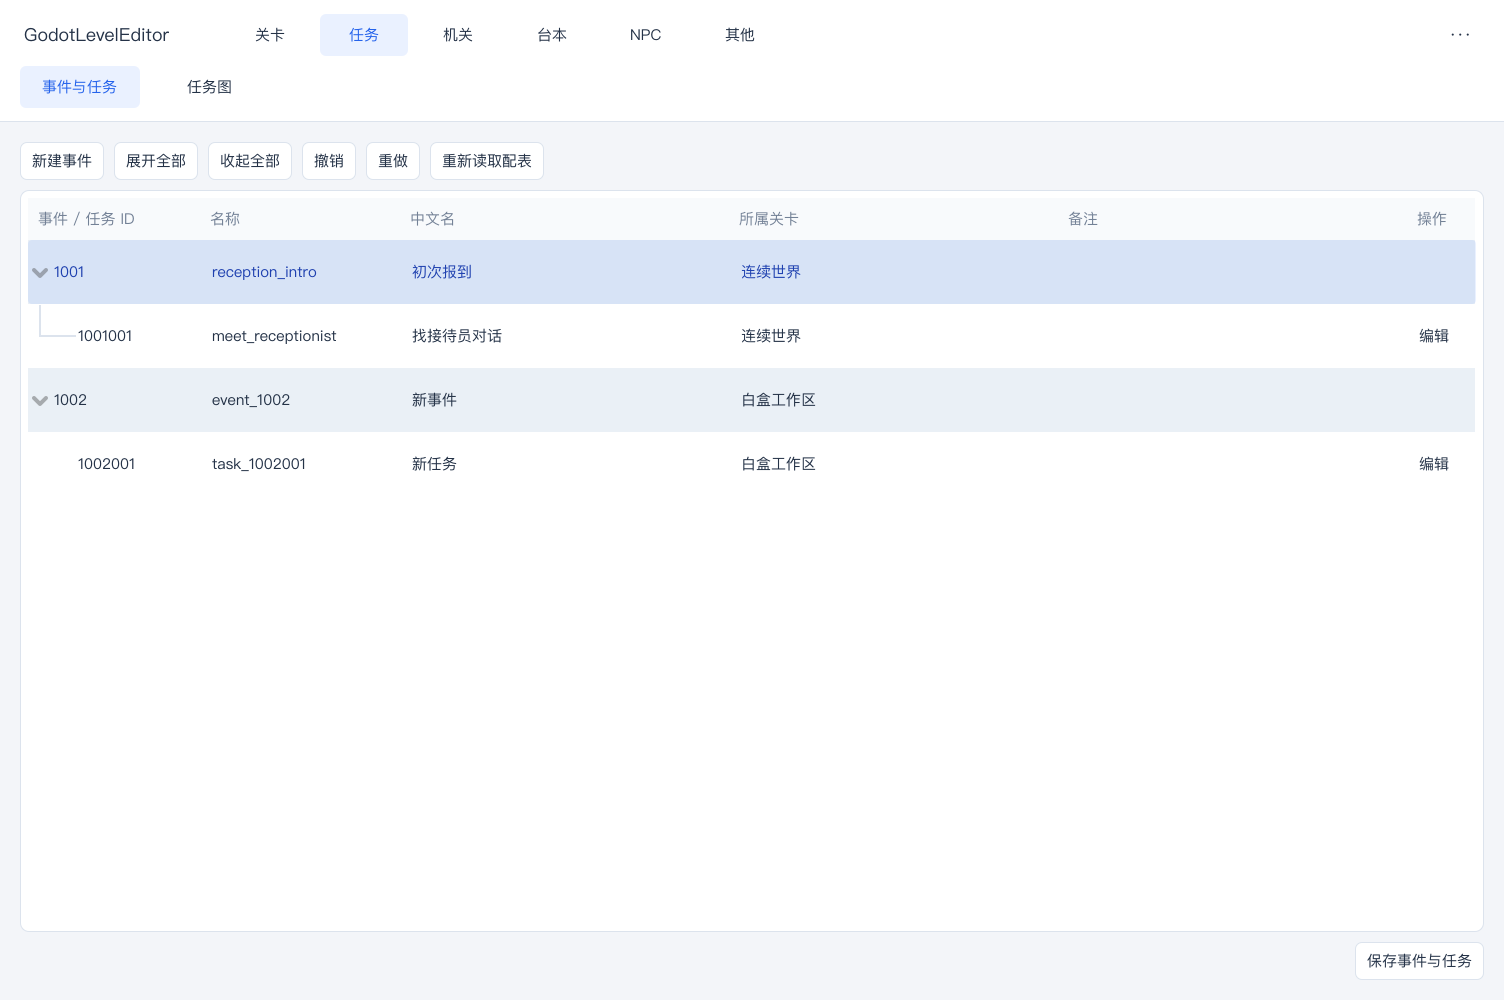 GodotLevelEditor 关卡 任务 机关 台本 NPC 其他 ···
事件与任务 任务图
新建事件 展开全部 收起全部 撤销 重做 重新读取配表
事件 / 任务 ID 名称 中文名 所属关卡 备注 操作
1001 reception_intro 初次报到 连续世界
1001001 meet_receptionist 找接待员对话 连续世界 编辑
1002 event_1002 新事件 白盒工作区
1002001 task_1002001 新任务 白盒工作区 编辑
保存事件与任务